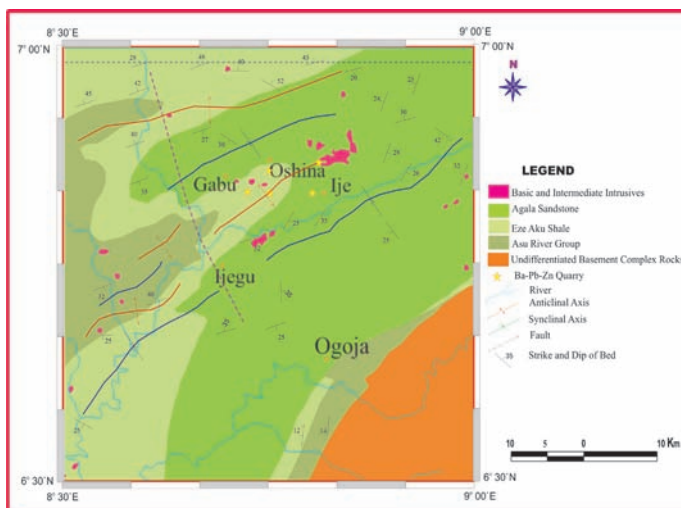 8° 30´E
9° 00´E
7° 00´N
7° 00´N
N
Oshina
Gabu
Ije
Ijegu
Ogoja
6° 30´N
6° 30´N
8° 30´E
9° 00´E
LEGEND
Basic and Intermediate Intrusives
Agala Sandstone
Eze Aku Shale
Asu River Group
Undifferentiated Basement Complex Rocks
Ba-Pb-Zn Quarry
River
Anticlinal Axis
Synclinal Axis
Fault
35 Strike and Dip of Bed
10 5 0 10 Km